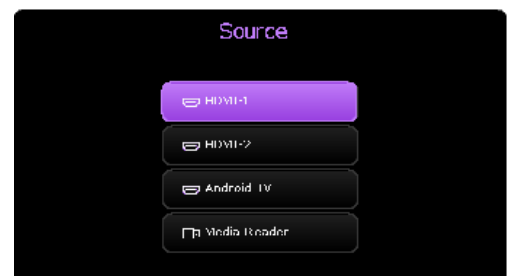 Source
HDMI-1
HDMI-2
Android TV
Media Reader